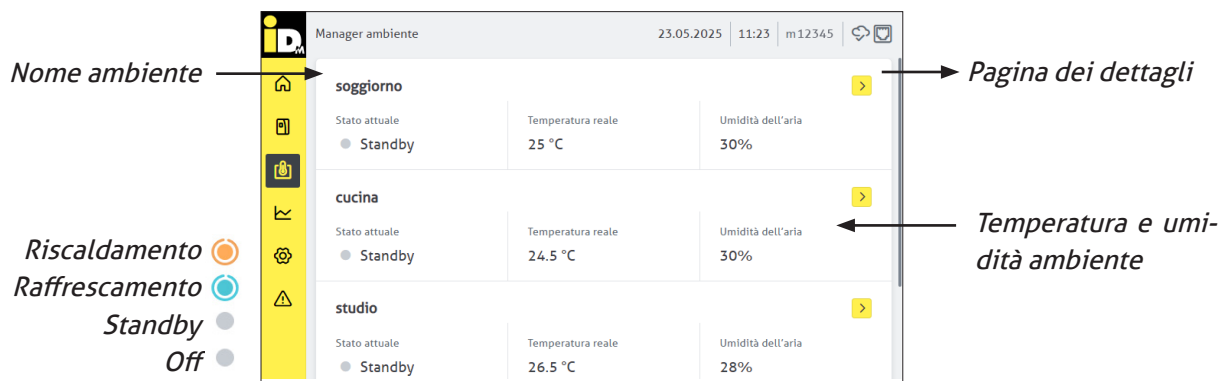 iDM
Manager ambiente
23.05.2025
11:23
m12345
Nome ambiente
soggiorno
Pagina dei dettagli
Stato attuale
Temperatura reale
Umidità dell'aria
Standby
25 °C
30%
cucina
Stato attuale
Temperatura reale
Umidità dell'aria
Standby
24.5 °C
30%
Temperatura e umi-
dità ambiente
Riscaldamento
Raffrescamento
Standby
Off
studio
Stato attuale
Temperatura reale
Umidità dell'aria
Standby
26.5 °C
28%